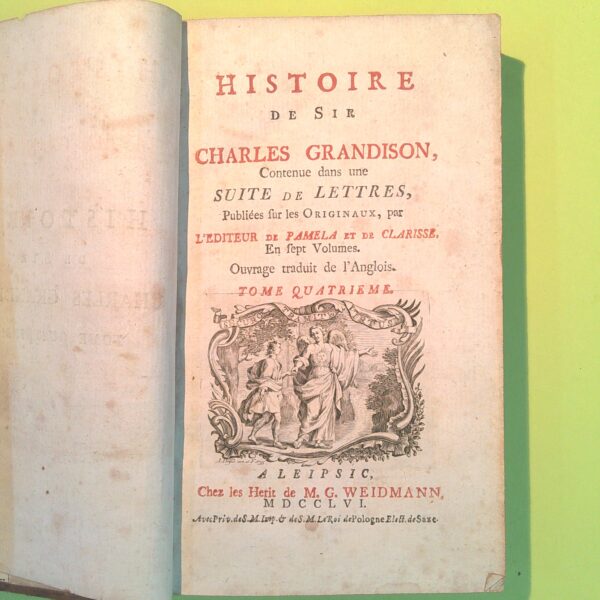 HISTOIRE
DE SIR
CHARLES GRANDISON,
Contenue dans une
SUITE DE LETTRES,
Publiées ſur les ORIGINAUX, par
L'EDITEUR DE PAMELA ET DE CLARISSE,
En ſept Volumes.
Ouvrage traduit de l'Anglois.
TOME QUATRIEME.
A LEIPSIC,
Chez les Herit de M. G. WEIDMANN,
MDCCLVI.
Avec Priv. de S. M. Imp. & de S. M. Le Roi de Pologne Elect. de Saxe.